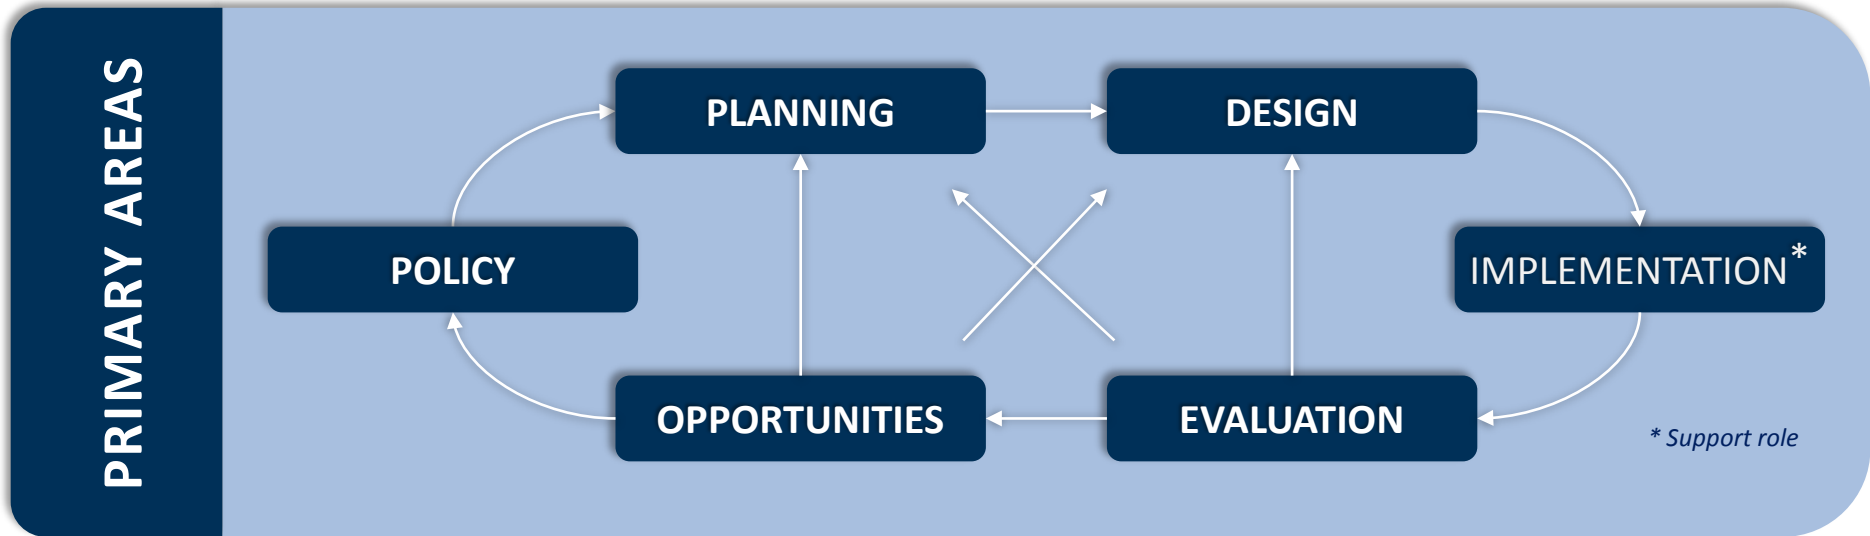 PRIMARY AREAS
PLANNING
DESIGN
POLICY
IMPLEMENTATION*
OPPORTUNITIES
EVALUATION
* Support role